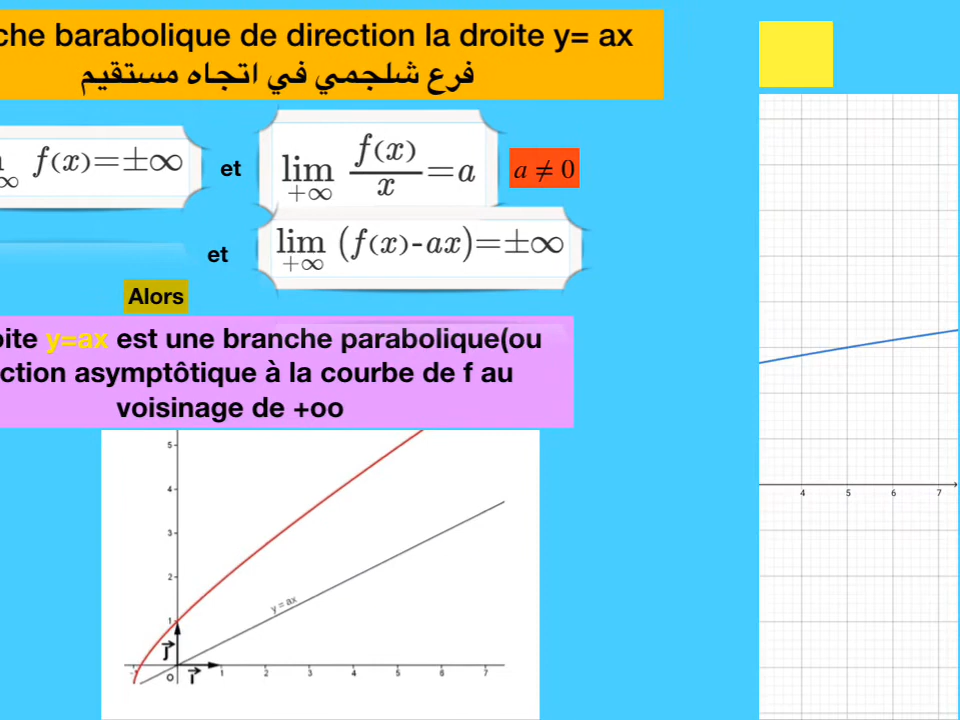 che barabolique de direction la droite y= ax
فرع شلجمي في اتجاه مستقيم
f(x)=±∞ et lim f(x)/x =a a ≠ 0
+∞
et lim (f(x)-ax)=±∞
+∞
Alors
oite y=ax est une branche parabolique(ou
ction asymptôtique à la courbe de f au
voisinage de +oo
5
4
3
2
1
y = ax
j
-1 O i 1 2 3 4 5 6 7
4 5 6 7